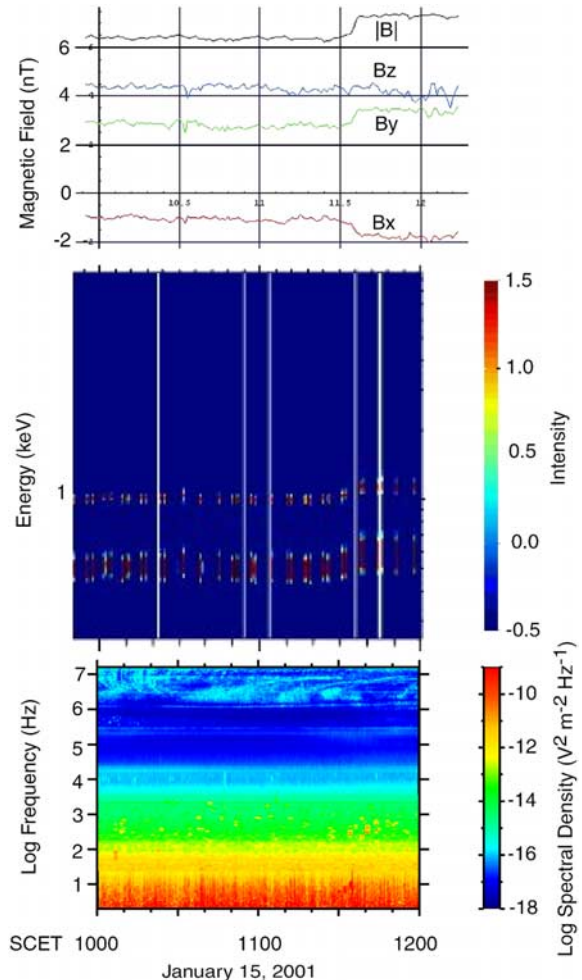 Magnetic Field (nT)
6
4
2
0
-2
|B|
Bz
By
Bx
10.5
11
11.5
12
Energy (keV)
1
1.5
1.0
0.5
0.0
-0.5
Intensity
Log Frequency (Hz)
7
6
5
4
3
2
1
-10
-12
-14
-16
-18
Log Spectral Density (V² m⁻² Hz⁻¹)
SCET 1000 1100 1200
January 15, 2001